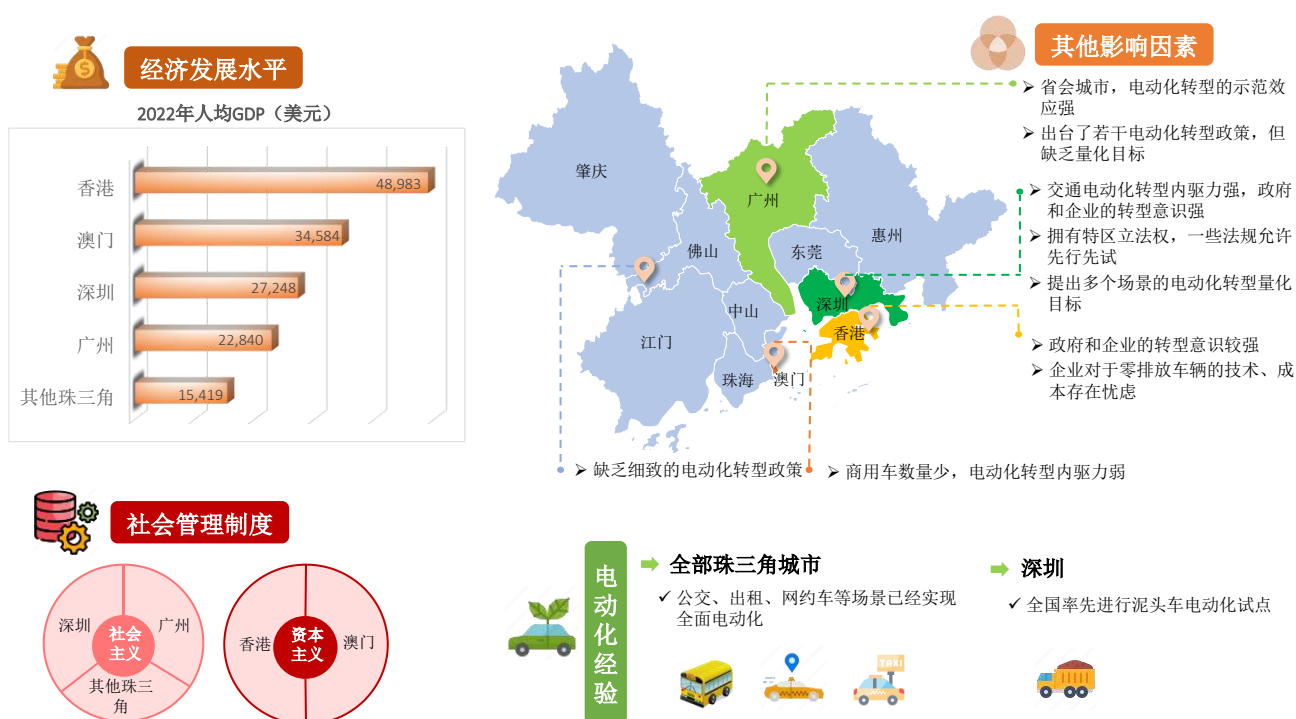 经济发展水平
2022年人均GDP（美元）
香港
48,983
澳门
34,584
深圳
27,248
广州
22,840
其他珠三角
15,419
其他影响因素
➢ 省会城市，电动化转型的示范效
应强
➢ 出台了若干电动化转型政策，但
缺乏量化目标
➢ 交通电动化转型内驱力强，政府
和企业的转型意识强
➢ 拥有特区立法权，一些法规允许
先行先试
➢ 提出多个场景的电动化转型量化
目标
➢ 政府和企业的转型意识较强
➢ 企业对于零排放车辆的技术、成
本存在忧虑
肇庆
广州
惠州
佛山
东莞
深圳
中山
香港
江门
珠海
澳门
➢ 缺乏细致的电动化转型政策
➢ 商用车数量少，电动化转型内驱力弱
社会管理制度
深圳
广州
社会
主义
其他珠三
角
香港
资本
主义
澳门
电动化经验
全部珠三角城市
✓ 公交、出租、网约车等场景已经实现
全面电动化
TAXI
深圳
✓ 全国率先进行泥头车电动化试点